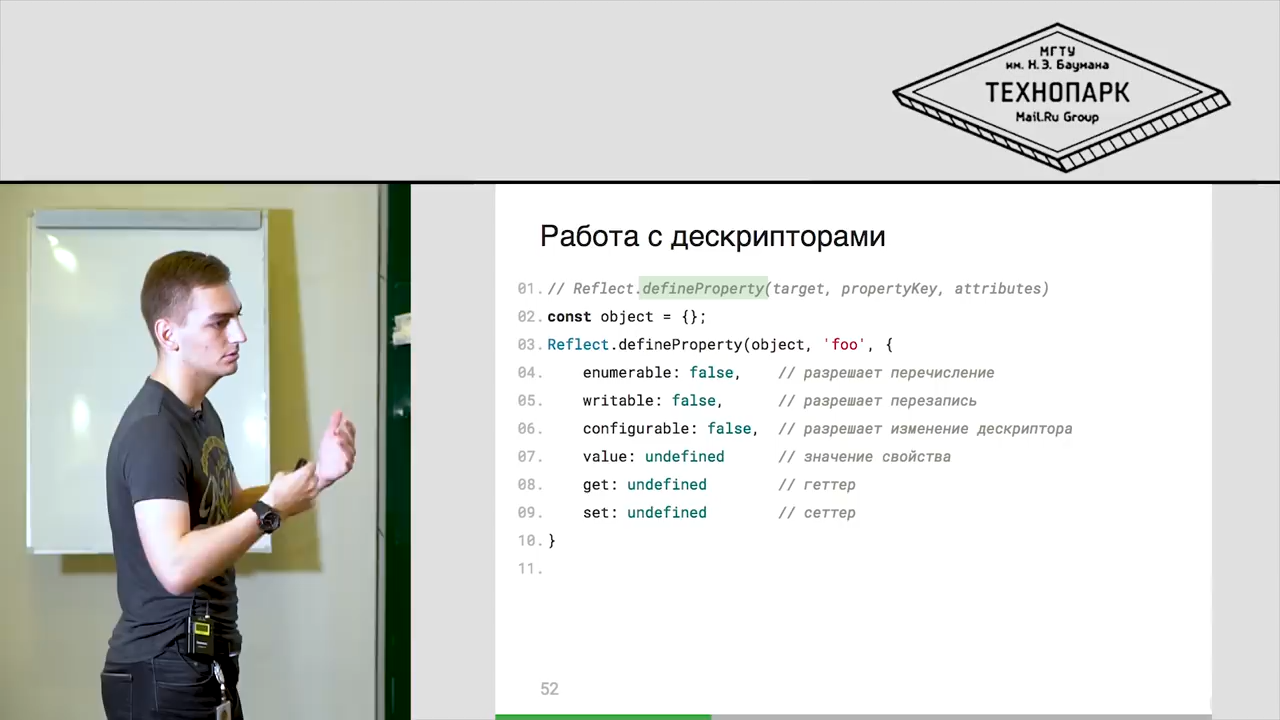 МГТУ
им. Н.Э. Баумана
ТЕХНОПАРК
Mail.Ru Group
Работа с дескрипторами
01. // Reflect.defineProperty(target, propertyKey, attributes)
02. const object = {};
03. Reflect.defineProperty(object, 'foo', {
04. enumerable: false, // разрешает перечисление
05. writable: false, // разрешает перезапись
06. configurable: false, // разрешает изменение дескриптора
07. value: undefined // значение свойства
08. get: undefined // геттер
09. set: undefined // сеттер
10. }
11.
52